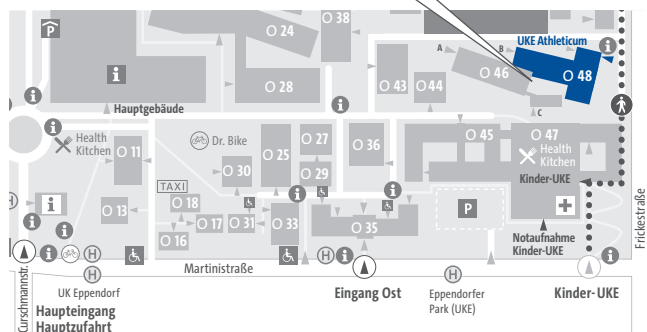 P
O 24
O 38
i
O 28
O 43
O 44
A
O 46
B
UKE Athleticum
O 48
C
i
Hauptgebäude
i
i
Health
Kitchen
O 11
Dr. Bike
O 25
O 27
O 36
O 45
O 47
Health
Kitchen
O 30
O 29
Kinder-UKE
TAXI
O 18
H
i
i
O 13
O 17
O 31
O 33
i
i
P
O 16
O 35
Notaufnahme
Kinder-UKE
Frickestraße
i
i
H
Martinistraße
H
i
H
i
H
UK Eppendorf
Eingang Ost
Eppendorfer
Park (UKE)
Kinder-UKE
Curschmannstr.
Haupteingang
Hauptzufahrt